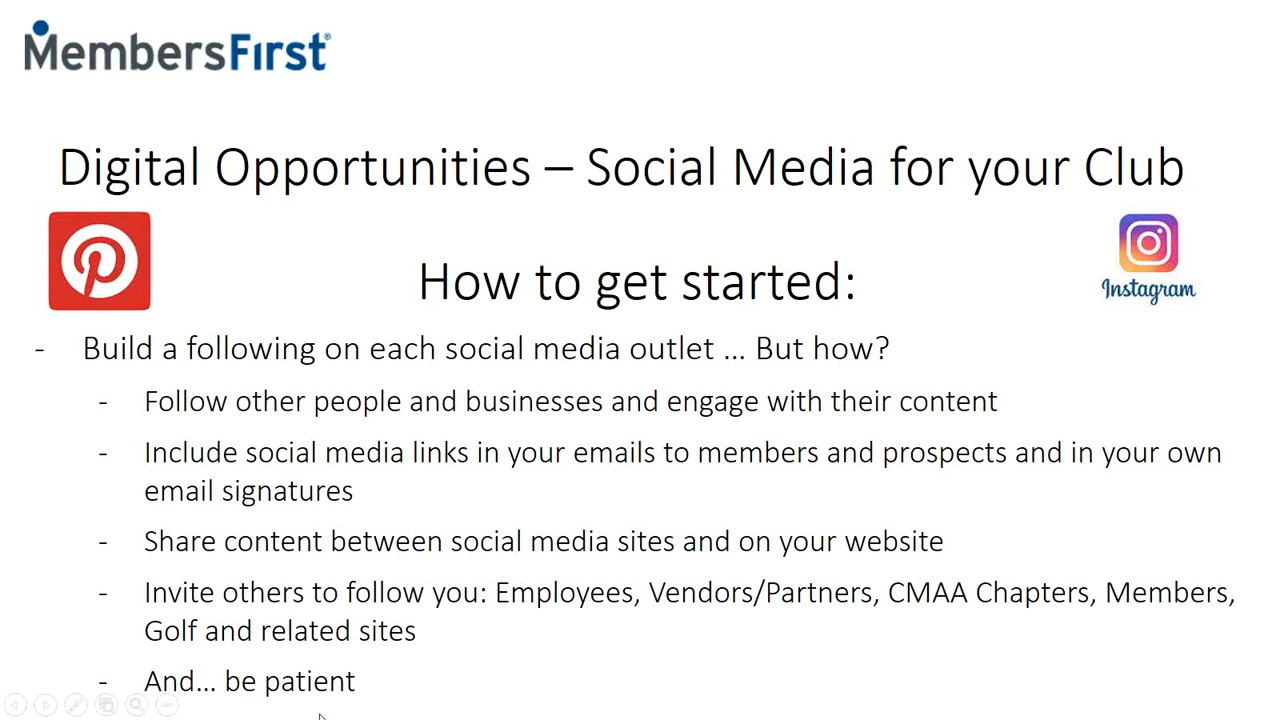 MembersFirst®
Digital Opportunities – Social Media for your Club
How to get started:
Instagram
- Build a following on each social media outlet … But how?
- Follow other people and businesses and engage with their content
- Include social media links in your emails to members and prospects and in your own
email signatures
- Share content between social media sites and on your website
- Invite others to follow you: Employees, Vendors/Partners, CMAA Chapters, Members,
Golf and related sites
- And… be patient